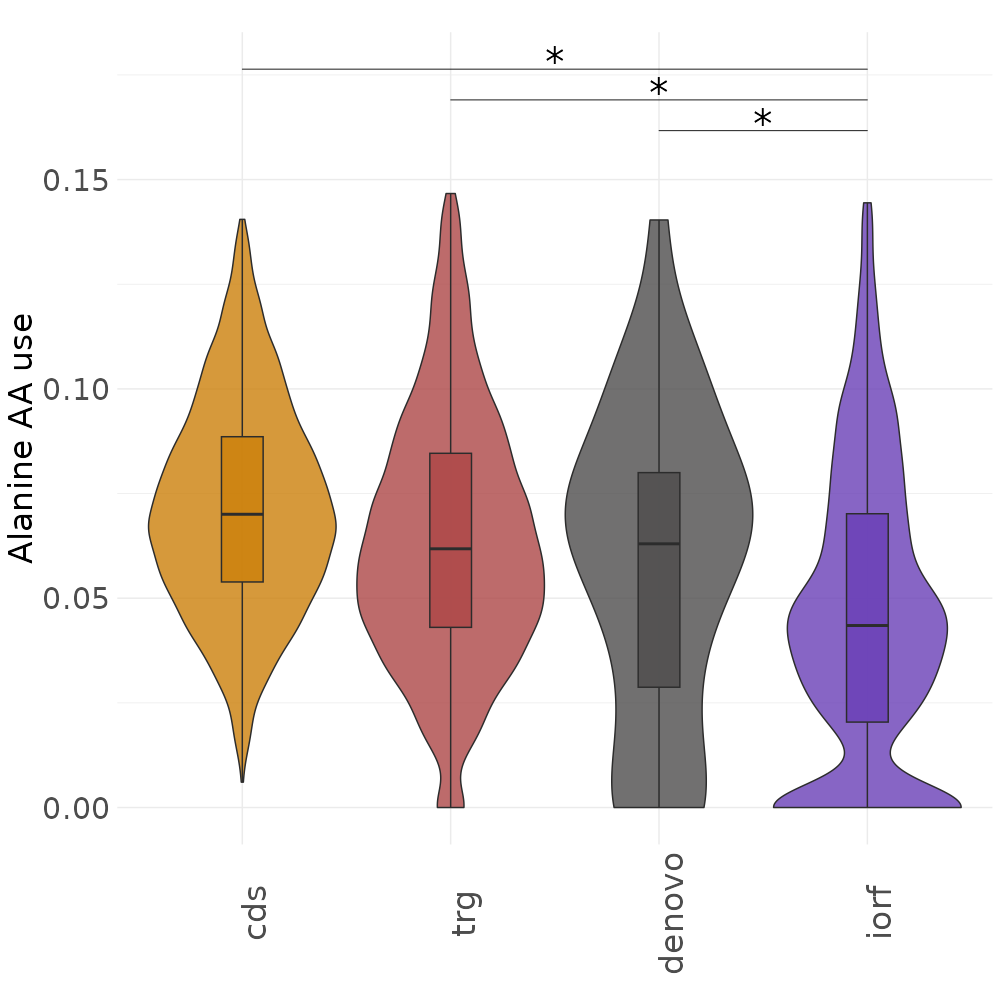 *
*
*
0.15
0.10
0.05
0.00
Alanine AA use
cds
trg
denovo
iorf